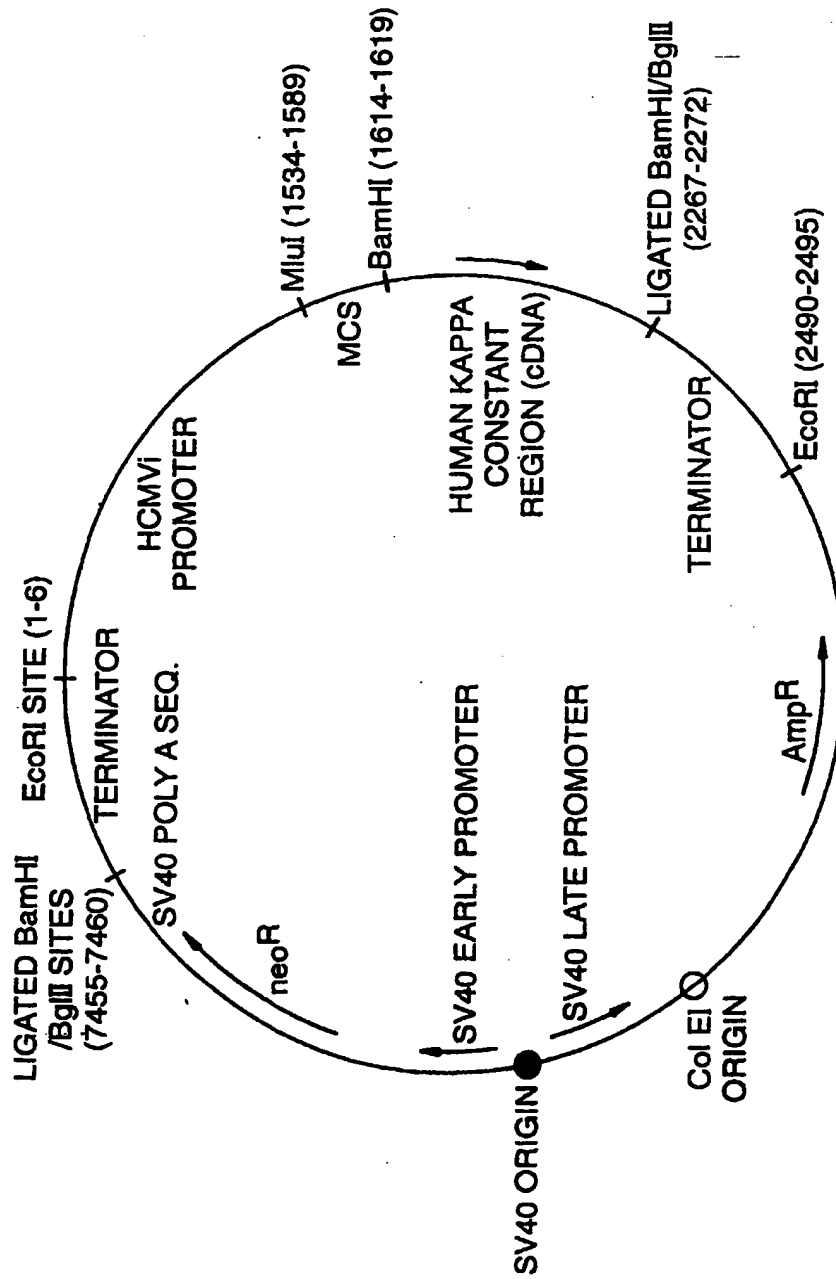 LIGATED BamHI
/BglII SITES
(7455-7460)
EcoRI SITE (1-6)
TERMINATOR
SV40 POLY A SEQ.
HCMVi
PROMOTER
MluI (1534-1589)
MCS
BamHI (1614-1619)
HUMAN KAPPA
CONSTANT
REGION (cDNA)
LIGATED BamHI/BglII
(2267-2272)
TERMINATOR
EcoRI (2490-2495)
AmpR
Col EI
ORIGIN
SV40 LATE PROMOTER
SV40 ORIGIN
SV40 EARLY PROMOTER
neoR